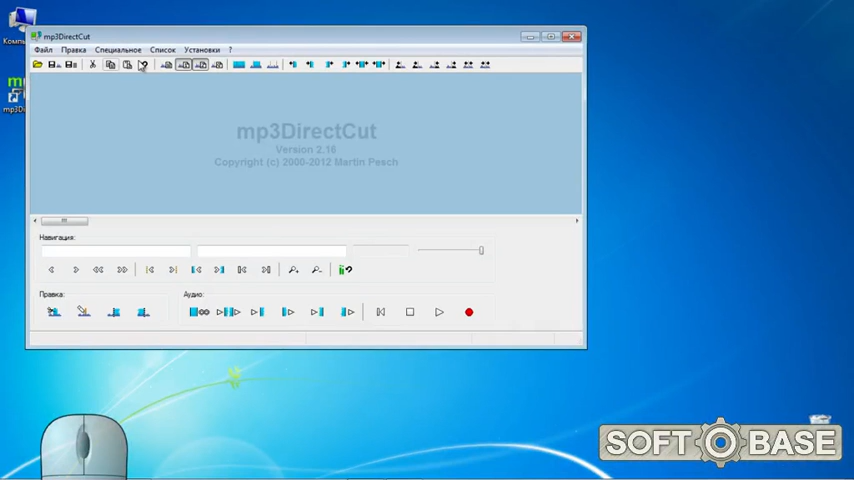 mp3DirectCut
Файл Правка Специальное Список Установки ?
mp3DirectCut
Version 2.16
Copyright (c) 2000-2012 Martin Pesch
Навигация:
Правка: Аудио:
SOFT BASE